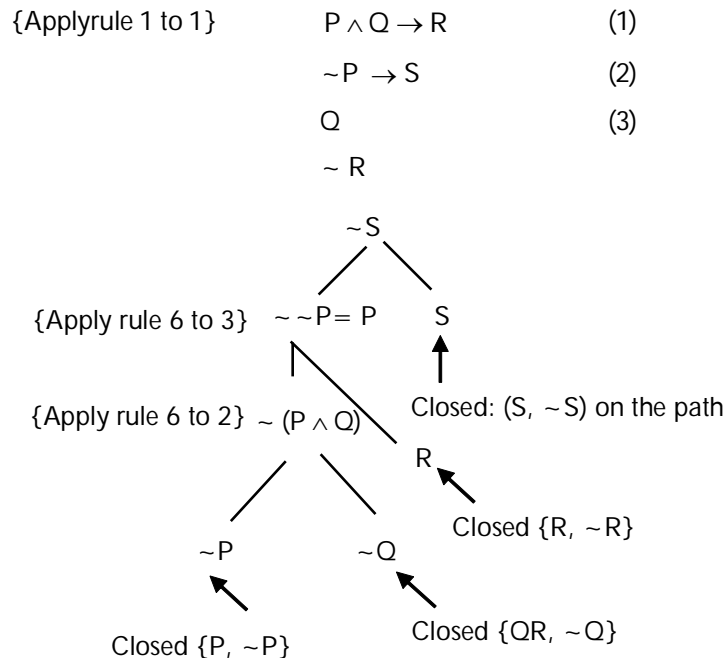 {Applyrule 1 to 1} P ∧ Q → R (1)
~P → S (2)
Q (3)
~ R
~S
{Apply rule 6 to 3} ~ ~P= P S
Closed: (S, ~S) on the path
{Apply rule 6 to 2} ~ (P ∧ Q)
R
Closed {R, ~R}
~P ~Q
Closed {P, ~P} Closed {QR, ~Q}